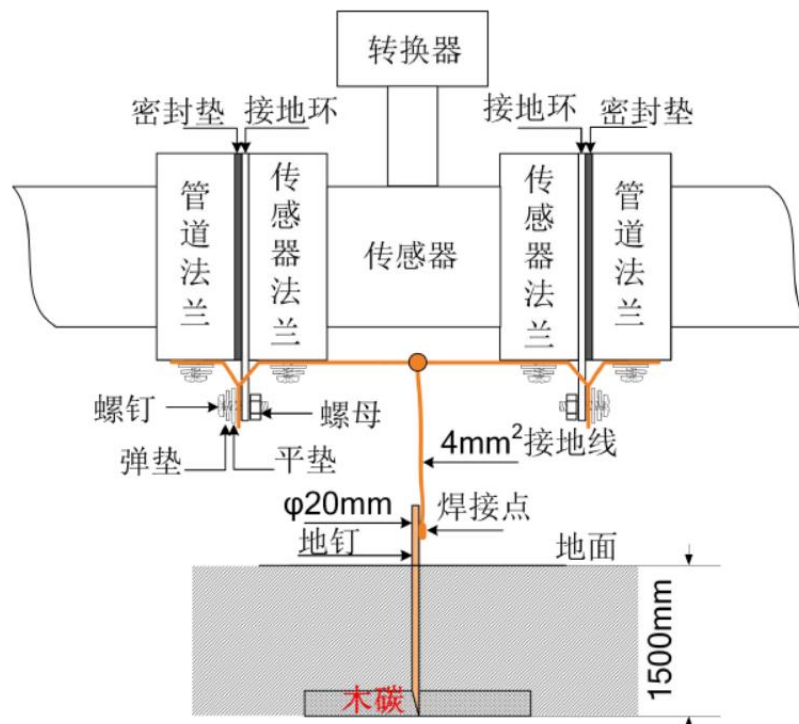 转换器
密封垫 接地环
接地环 密封垫
管道法兰
传感器法兰
传感器
传感器法兰
管道法兰
螺钉
螺母
弹垫
平垫
4mm²接地线
φ20mm
焊接点
地钉
地面
1500mm
木碳